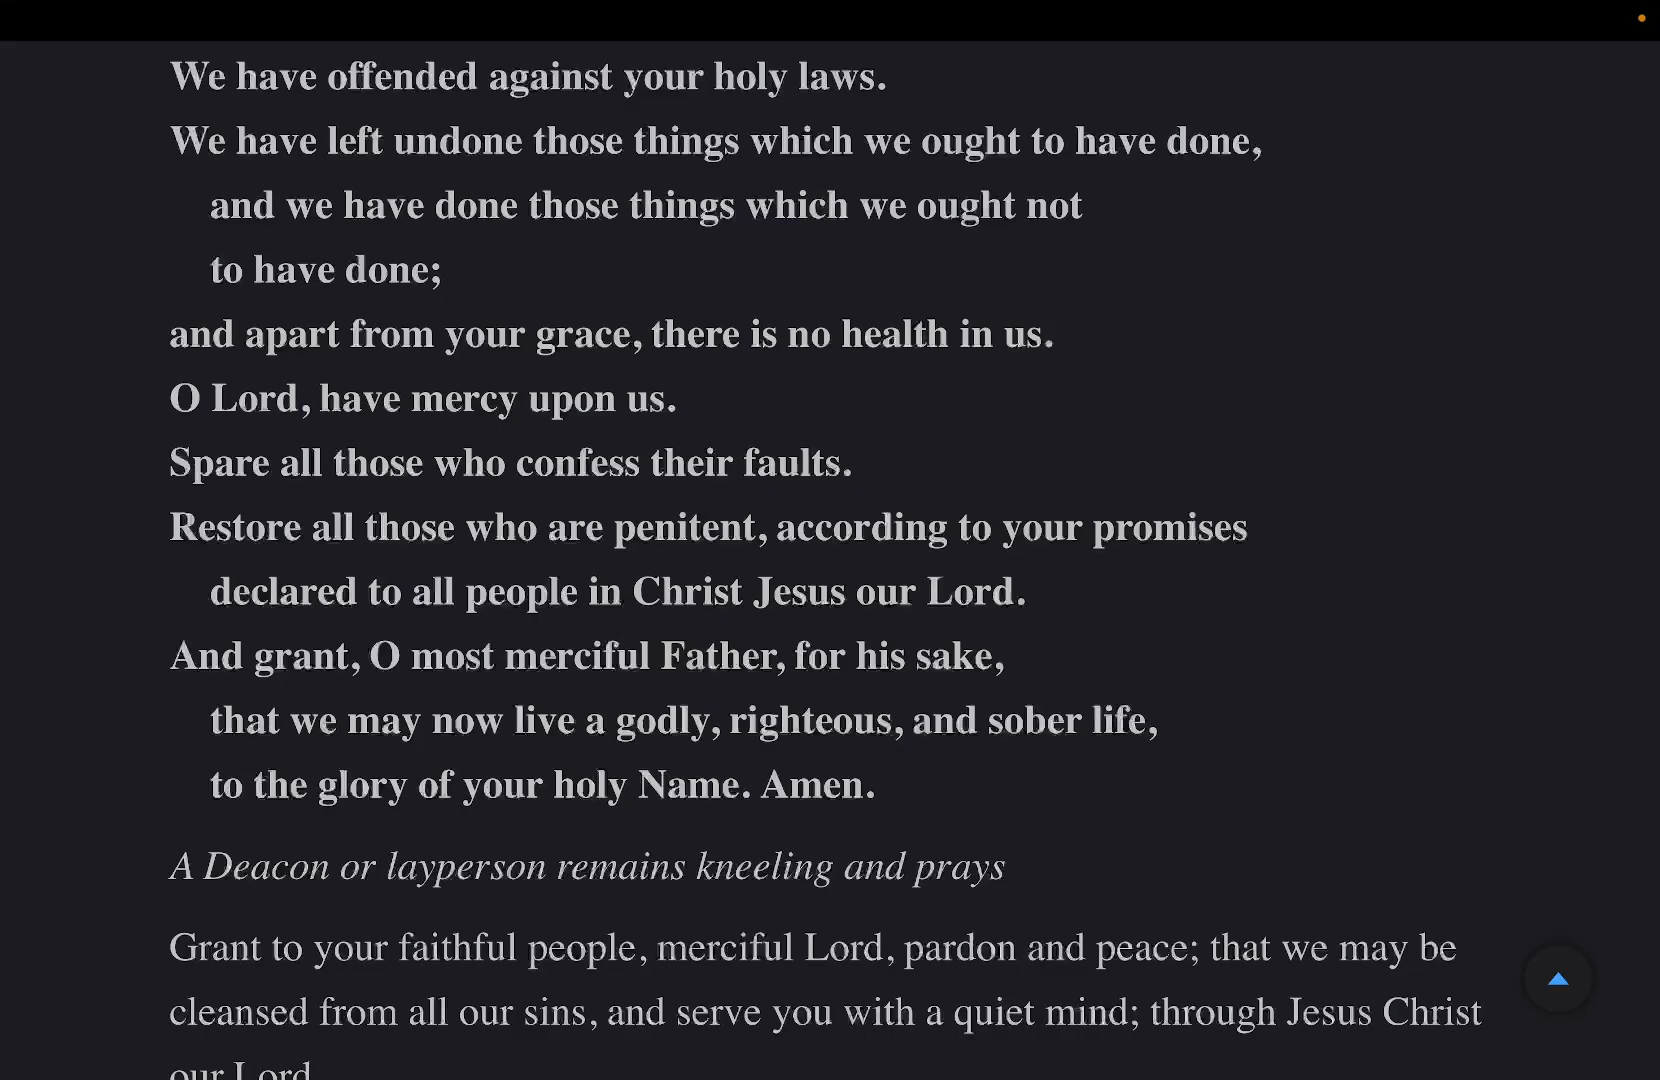 We have offended against your holy laws.
We have left undone those things which we ought to have done,
and we have done those things which we ought not
to have done;
and apart from your grace, there is no health in us.
O Lord, have mercy upon us.
Spare all those who confess their faults.
Restore all those who are penitent, according to your promises
declared to all people in Christ Jesus our Lord.
And grant, O most merciful Father, for his sake,
that we may now live a godly, righteous, and sober life,
to the glory of your holy Name. Amen.
A Deacon or layperson remains kneeling and prays
Grant to your faithful people, merciful Lord, pardon and peace; that we may be
cleansed from all our sins, and serve you with a quiet mind; through Jesus Christ
our Lord